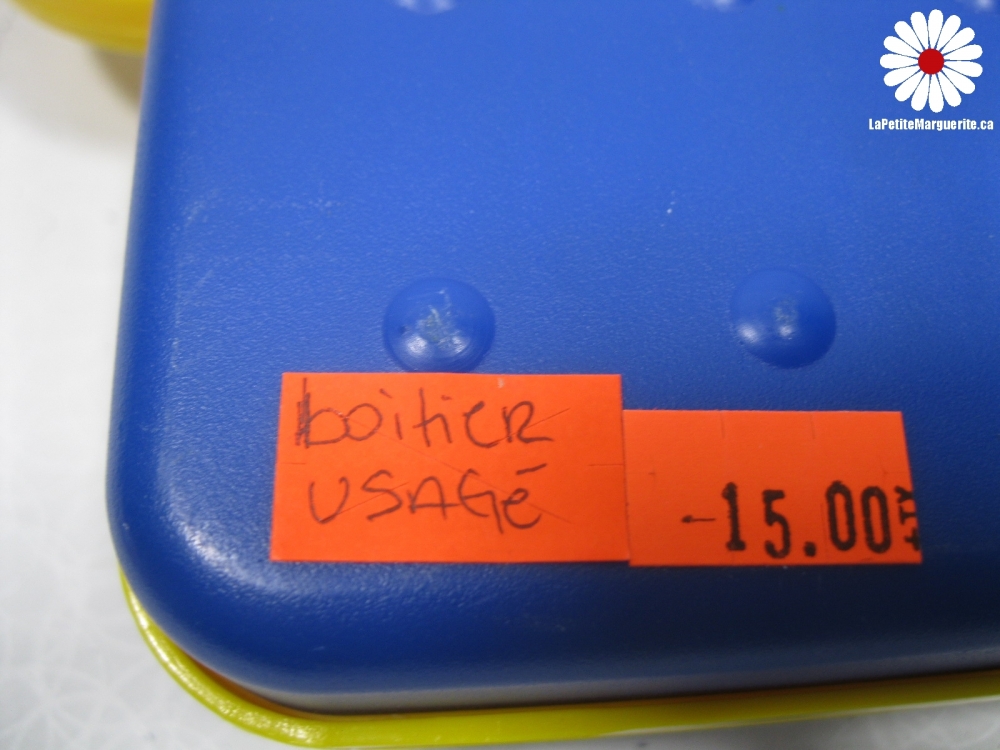 LaPetiteMarguerite.ca
boitier
USAGÉ
-15.00